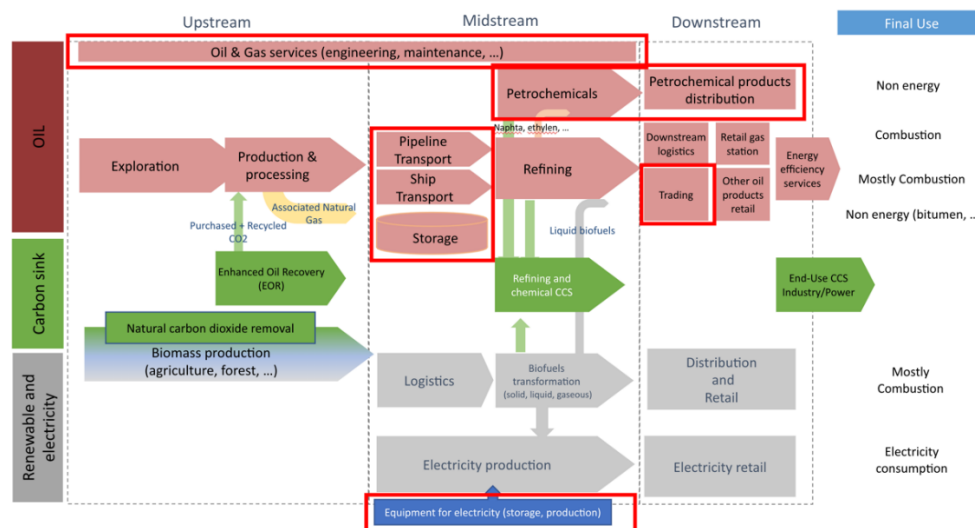 Upstream
Midstream
Downstream
Final Use
OIL
Oil & Gas services (engineering, maintenance, …)
Petrochemicals
Petrochemical products
distribution
Non energy
Naphta, ethylen, …
Exploration
Production &
processing
Pipeline
Transport
Ship
Transport
Storage
Refining
Downstream
logistics
Retail gas
station
Trading
Other oil
products
retail
Energy
efficiency
services
Combustion
Mostly Combustion
Non energy (bitumen, …
Associated Natural
Gas
Purchased + Recycled
CO2
Liquid biofuels
Carbon sink
Enhanced Oil Recovery
(EOR)
Refining and
chemical CCS
End-Use CCS
Industry/Power
Natural carbon dioxide removal
Biomass production
(agriculture, forest, …)
Renewable and
electricity
Logistics
Biofuels
transformation
(solid, liquid, gaseous)
Distribution
and
Retail
Mostly
Combustion
Electricity production
Electricity retail
Electricity
consumption
Equipment for electricity (storage, production)